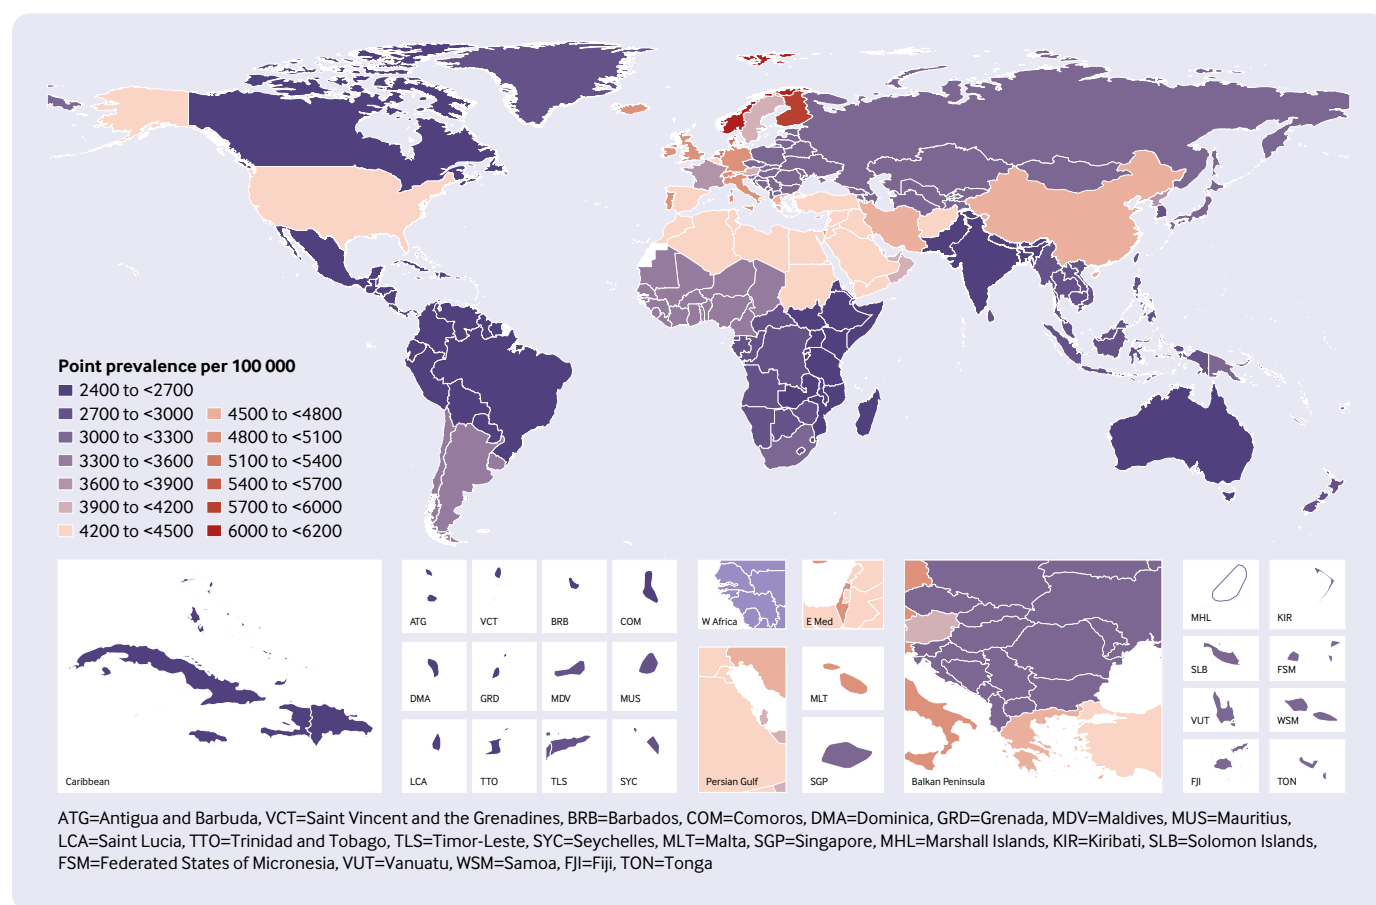 Point prevalence per 100 000
2400 to <2700
2700 to <3000
3000 to <3300
3300 to <3600
3600 to <3900
3900 to <4200
4200 to <4500
4500 to <4800
4800 to <5100
5100 to <5400
5400 to <5700
5700 to <6000
6000 to <6200
Caribbean
ATG
VCT
BRB
COM
DMA
GRD
MDV
MUS
LCA
TTO
TLS
SYC
W Africa
E Med
Persian Gulf
MLT
SGP
Balkan Peninsula
MHL
KIR
SLB
FSM
VUT
WSM
FJI
TON
ATG=Antigua and Barbuda, VCT=Saint Vincent and the Grenadines, BRB=Barbados, COM=Comoros, DMA=Dominica, GRD=Grenada, MDV=Maldives, MUS=Mauritius,
LCA=Saint Lucia, TTO=Trinidad and Tobago, TLS=Timor-Leste, SYC=Seychelles, MLT=Malta, SGP=Singapore, MHL=Marshall Islands, KIR=Kiribati, SLB=Solomon Islands,
FSM=Federated States of Micronesia, VUT=Vanuatu, WSM=Samoa, FJI=Fiji, TON=Tonga